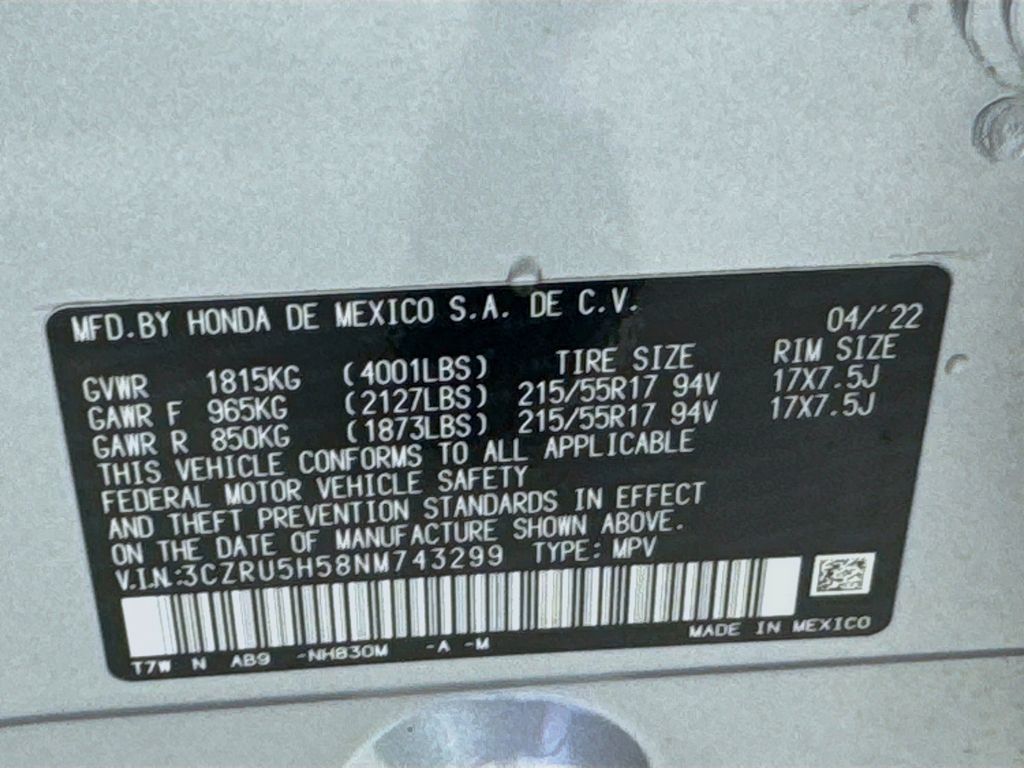 MFD.BY HONDA DE MEXICO S.A. DE C.V. 04/'22
TIRE SIZE RIM SIZE
GVWR 1815KG (4001LBS)
GAWR F 965KG (2127LBS) 215/55R17 94V 17X7.5J
GAWR R 850KG (1873LBS) 215/55R17 94V 17X7.5J
THIS VEHICLE CONFORMS TO ALL APPLICABLE
FEDERAL MOTOR VEHICLE SAFETY
AND THEFT PREVENTION STANDARDS IN EFFECT
ON THE DATE OF MANUFACTURE SHOWN ABOVE.
V.I.N.:3CZRU5H58NM743299 TYPE: MPV
T7W N AB9 -NH830M -A -M MADE IN MEXICO